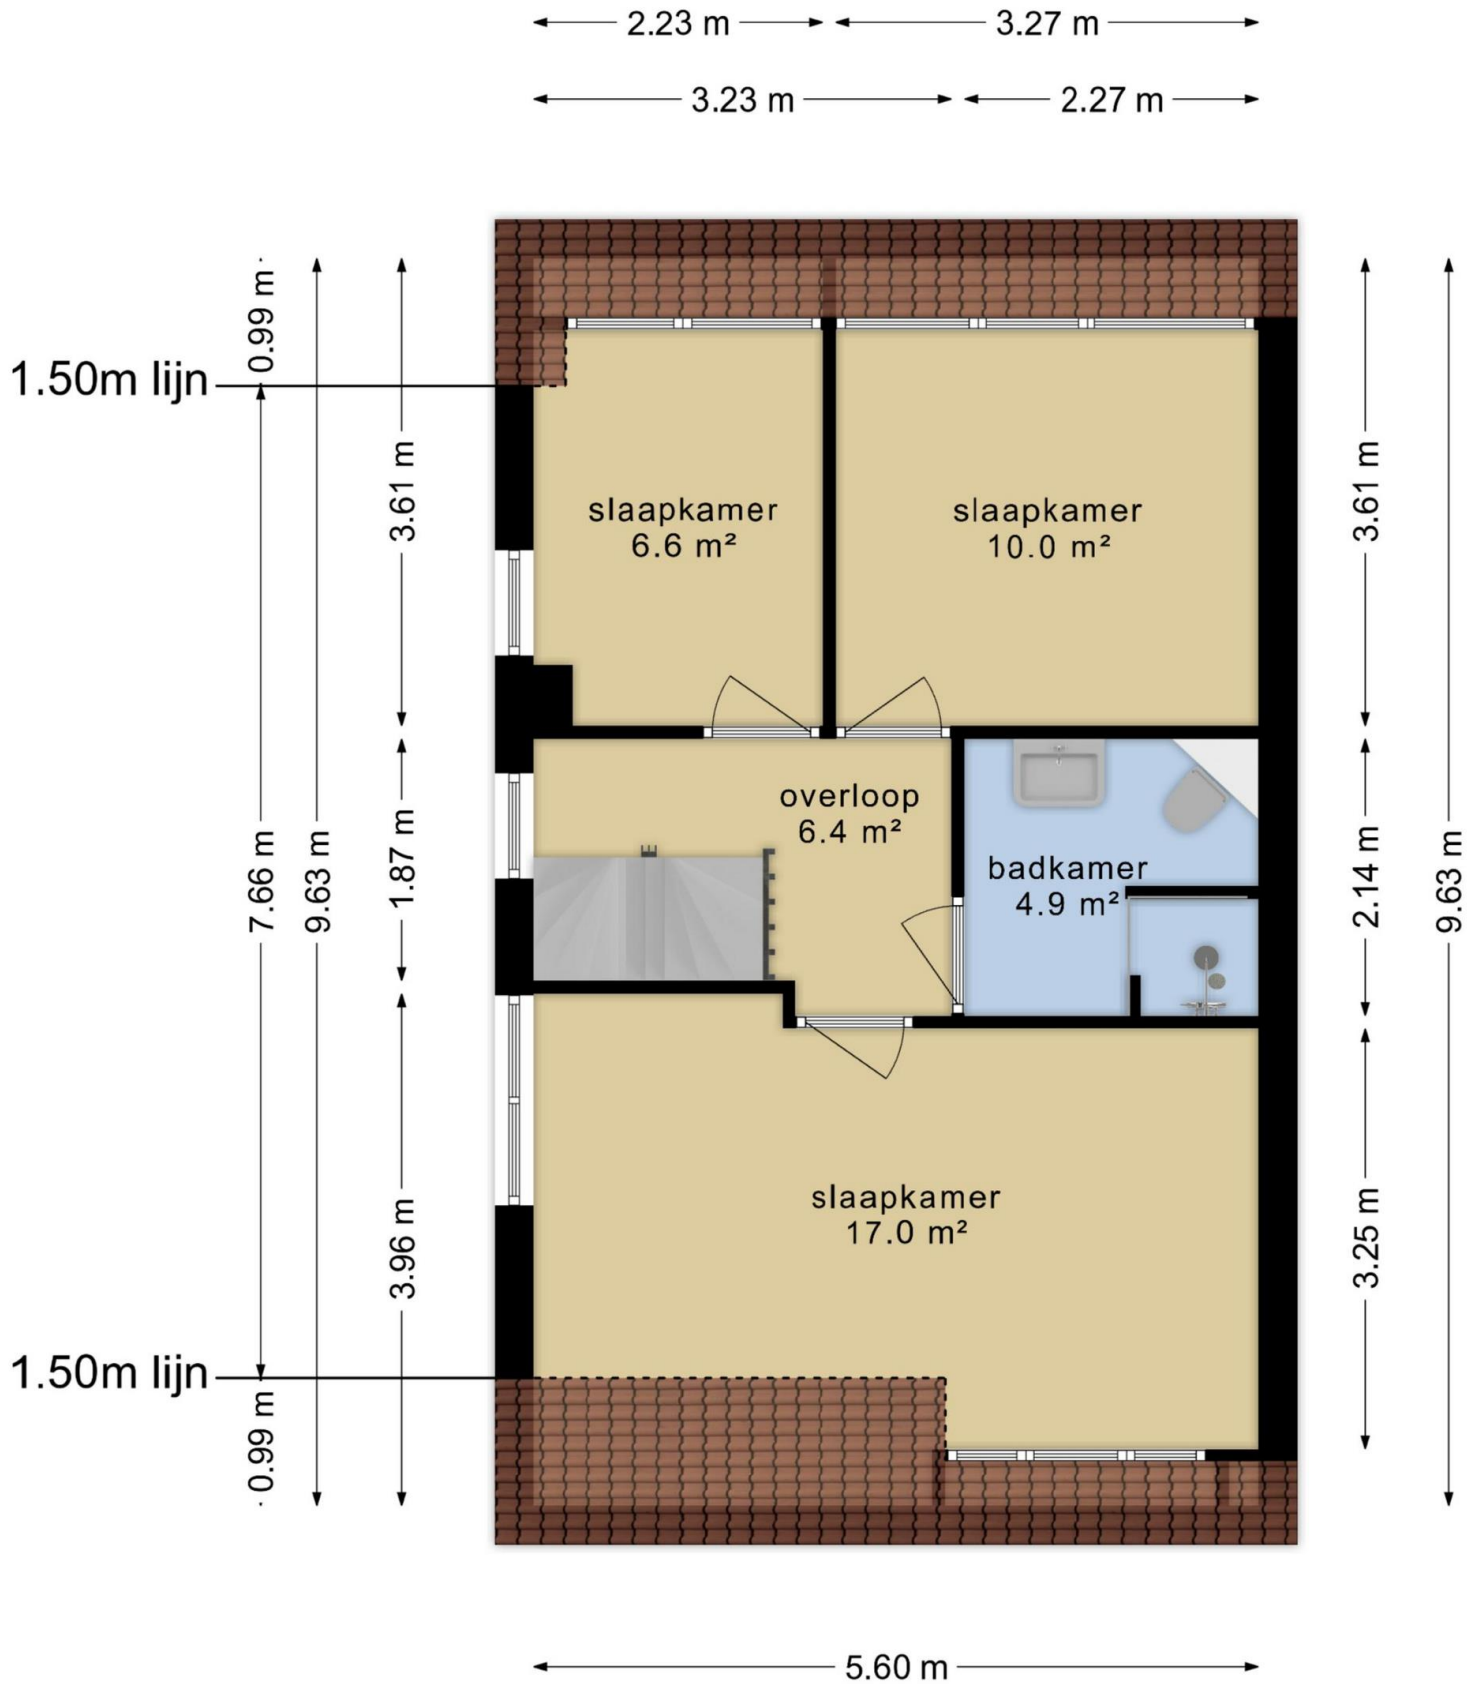 2.23 m
3.27 m
3.23 m
2.27 m
0.99 m
1.50m lijn
3.61 m
3.61 m
slaapkamer
6.6 m²
slaapkamer
10.0 m²
overloop
6.4 m²
badkamer
4.9 m²
7.66 m
9.63 m
1.87 m
2.14 m
9.63 m
slaapkamer
17.0 m²
3.96 m
3.25 m
1.50m lijn
0.99 m
5.60 m